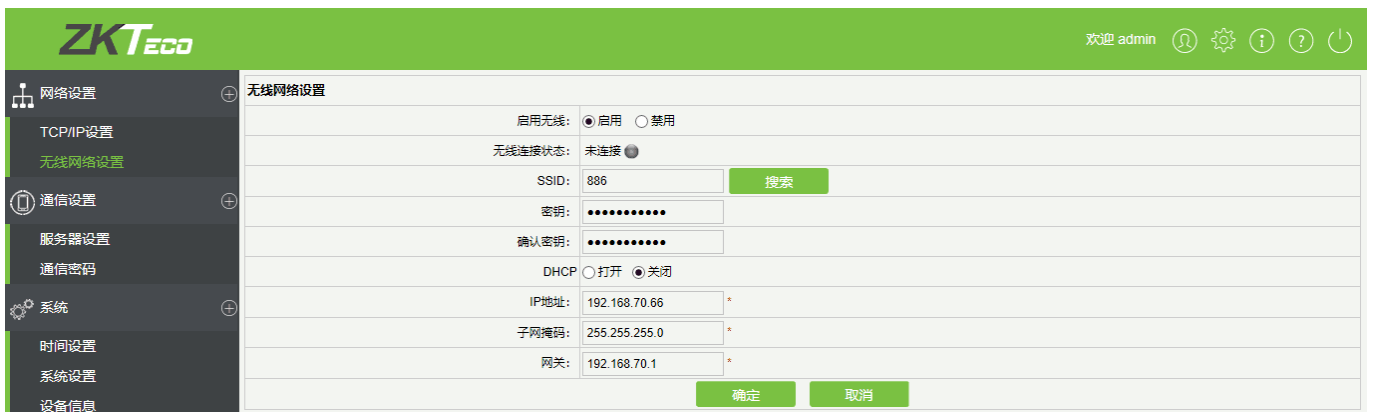 ZKTeco
欢迎 admin
网络设置
TCP/IP设置
无线网络设置
通信设置
服务器设置
通信密码
系统
时间设置
系统设置
设备信息
无线网络设置
启用无线： 启用 禁用
无线连接状态： 未连接
SSID： 886 搜索
密钥： •••••••••••
确认密钥： •••••••••••
DHCP 打开 关闭
IP地址： 192.168.70.66 *
子网掩码： 255.255.255.0 *
网关： 192.168.70.1 *
确定 取消